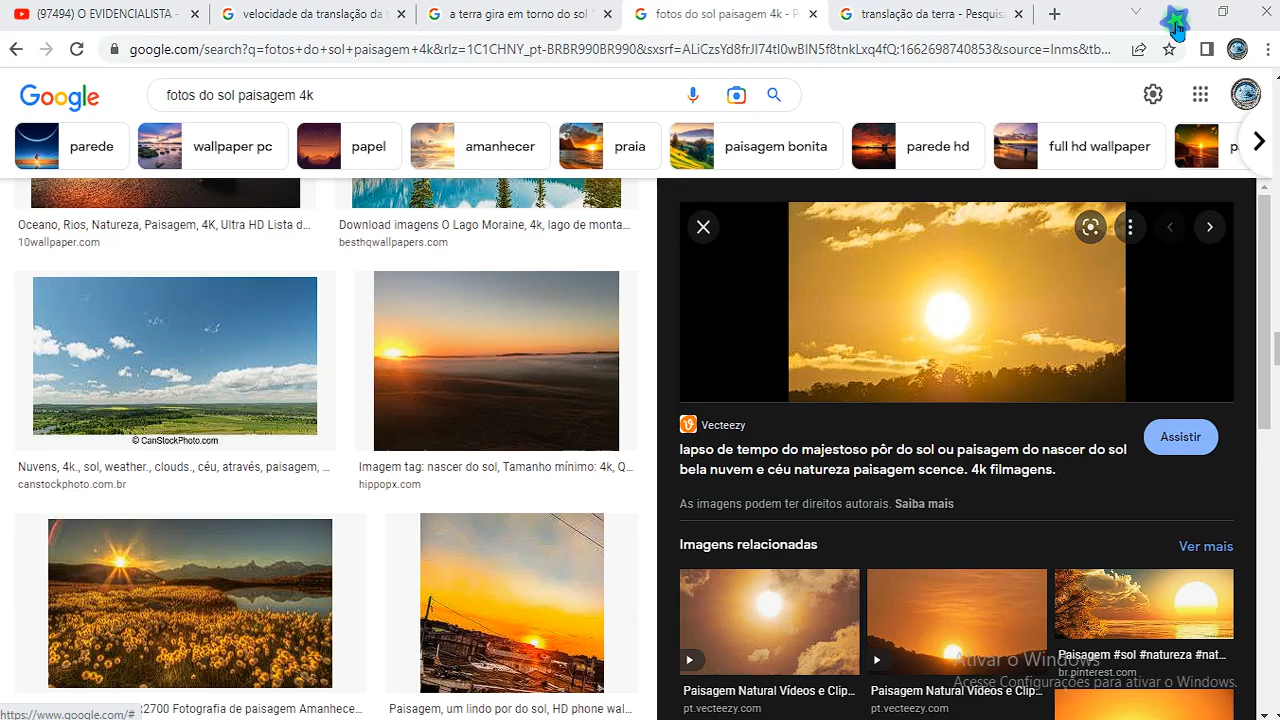 (97494) O EVIDENCIALISTA -
velocidade da translação da t
terra gira em torno do sol
fotos do sol paisagem 4k - P
translação da terra - Pesquisa
google.com/search?q=fotos+do+sol+paisagem+4k&rlz=1C1CHNY_pt-BRBR990BR990&sxsrf=ALiCzsYd8frJI74tI0wBIN5f8tnkLxq4fQ:1662698740853&source=lnms&tb...
Google
fotos do sol paisagem 4k
parede
wallpaper pc
papel
amanhecer
praia
paisagem bonita
parede hd
full hd wallpaper
Oceano, Rios, Natureza, Paisagem, 4K, Ultra HD Lista d...
10wallpaper.com
Download imagens O Lago Moraine, 4k, lago de monta...
besthqwallpapers.com
© CanStockPhoto.com
Nuvens, 4k., sol, weather., clouds., céu, através, paisagem, ...
canstockphoto.com.br
Imagem tag: nascer do sol, Tamanho mínimo: 4k, Q...
hippopx.com
x2700 Fotografia de paisagem Amanhece...
Paisagem, um lindo por do sol, HD phone wal...
https://www.google.com/#
Vecteezy
lapso de tempo do majestoso pôr do sol ou paisagem do nascer do sol
bela nuvem e céu natureza paisagem scence. 4k filmagens.
Assistir
As imagens podem ter direitos autorais. Saiba mais
Imagens relacionadas
Ver mais
Paisagem Natural Vídeos e Clip...
pt.vecteezy.com
Paisagem Natural Vídeos e Clip...
pt.vecteezy.com
Paisagem #sol #natureza #nat...
br.pinterest.com
Ativar o Windows
Acesse Configurações para ativar o Windows.